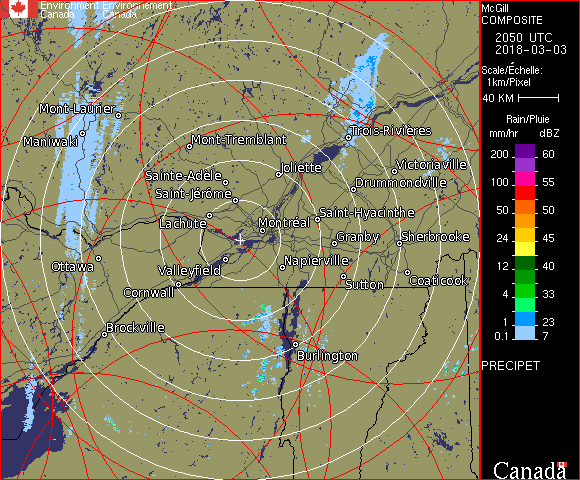 Environment Environnement
Canada Canada
McGill
COMPOSITE
2050 UTC
2018-03-03
Scale/Échelle:
1km/Pixel
40 KM
Rain/Pluie
mm/hr dBZ
200 60
150 57
100 55
50 50
24 45
12 40
4 33
1 23
0.1 7
PRECIPET
Canada
Mont-Laurier
Maniwaki
Mont-Tremblant
Trois-Rivières
Sainte-Adèle
Joliette
Victoriaville
Saint-Jérôme
Drummondville
Lachute
Montréal
Saint-Hyacinthe
Granby
Sherbrooke
Ottawa
Valleyfield
Napierville
Cornwall
Sutton
Coaticook
Brockville
Burlington